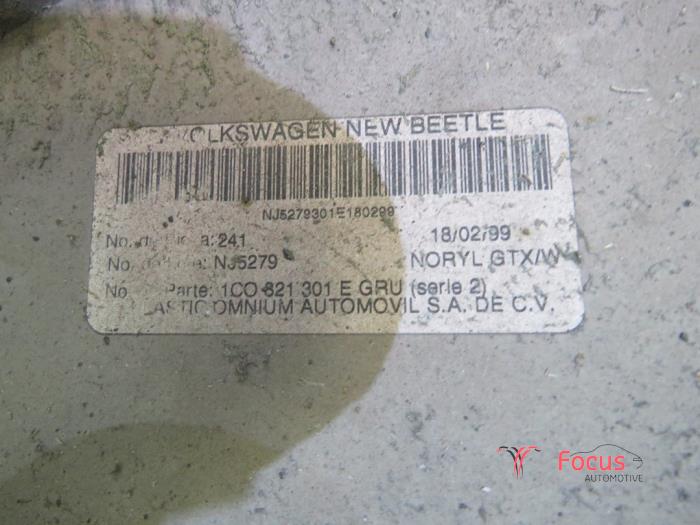 OLKSWAGEN NEW BEETLE
NJ5279301E180299
No. 241 18/02/99
No. NJ5279 NORYL GTX/W
No Parte: 1CO 821 301 E GRU (serie 2)
ASTIC OMNIUM AUTOMOVIL S.A. DE C.V.
Focus
AUTOMOTIVE